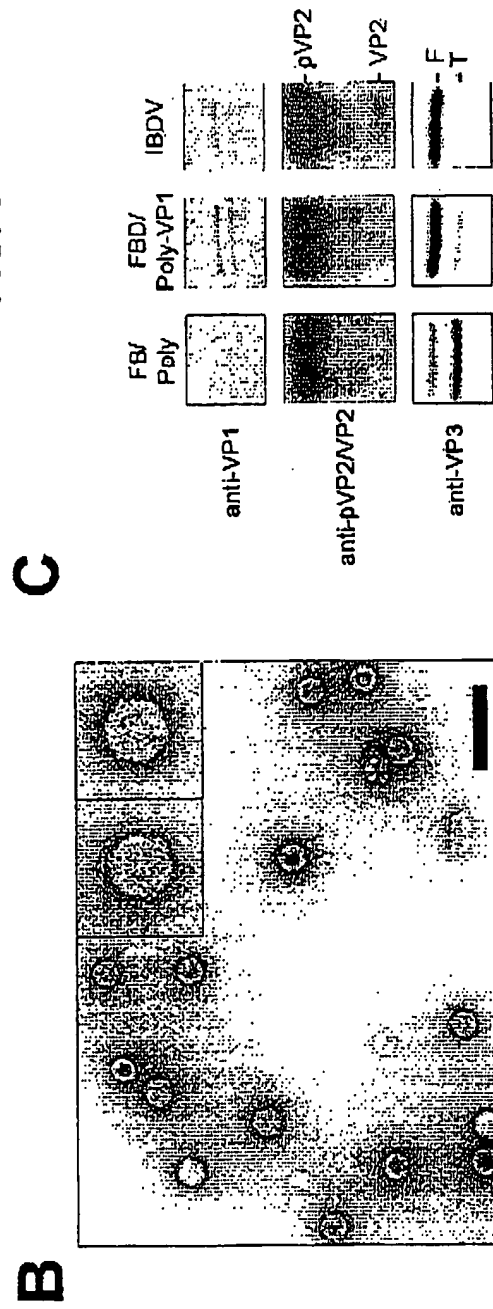 B
C
FB/
Poly
FBD/
Poly-VP1
IBDV
anti-VP1
anti-pVP2/VP2
-pVP2
-VP2
anti-VP3
-F
-T